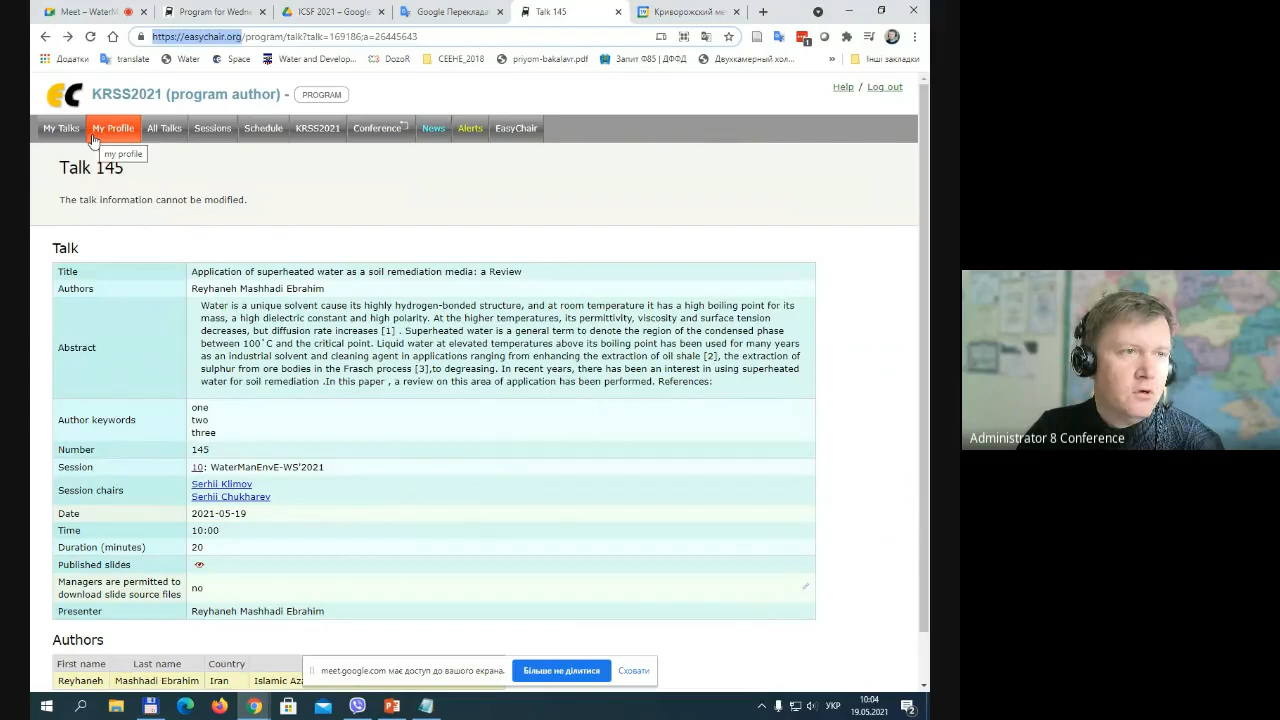 Meet – WaterM
Program for Wedne
ICSF 2021 – Google
Google Переклада
Talk 145
Криворожский ме
https://easychair.org/program/talk?talk=169186;a=26445643
Додатки
translate
Water
Space
Water and Develop...
DozoR
CEEHE_2018
priyom-bakalavr.pdf
Запит Ф85 | ДФФД
Двухкамерный хол...
»
Інші закладки
KRSS2021 (program author) -
PROGRAM
Help / Log out
My Talks
My Profile
All Talks
Sessions
Schedule
KRSS2021
Conference
News
Alerts
EasyChair
my profile
Talk 145
The talk information cannot be modified.
Talk
Title
Application of superheated water as a soil remediation media: a Review
Authors
Reyhaneh Mashhadi Ebrahim
Abstract
Water is a unique solvent cause its highly hydrogen-bonded structure, and at room temperature it has a high boiling point for its
mass, a high dielectric constant and high polarity. At the higher temperatures, its permittivity, viscosity and surface tension
decreases, but diffusion rate increases [1] . Superheated water is a general term to denote the region of the condensed phase
between 100˚C and the critical point. Liquid water at elevated temperatures above its boiling point has been used for many years
as an industrial solvent and cleaning agent in applications ranging from enhancing the extraction of oil shale [2], the extraction of
sulphur from ore bodies in the Frasch process [3],to degreasing. In recent years, there has been an interest in using superheated
water for soil remediation .In this paper , a review on this area of application has been performed. References:
Author keywords
one
two
three
Number
145
Session
10: WaterManEnvE-WS'2021
Session chairs
Serhii Klimov
Serhii Chukharev
Date
2021-05-19
Time
10:00
Duration (minutes)
20
Published slides
Managers are permitted to
download slide source files
no
Presenter
Reyhaneh Mashhadi Ebrahim
Authors
First name
Last name
Country
Reyhaneh
Mashhadi Ebrahim
Iran
Islamic Aza
meet.google.com має доступ до вашого екрана.
Більше не ділитися
Сховати
УКР
10:04
19.05.2021
2
Administrator 8 Conference